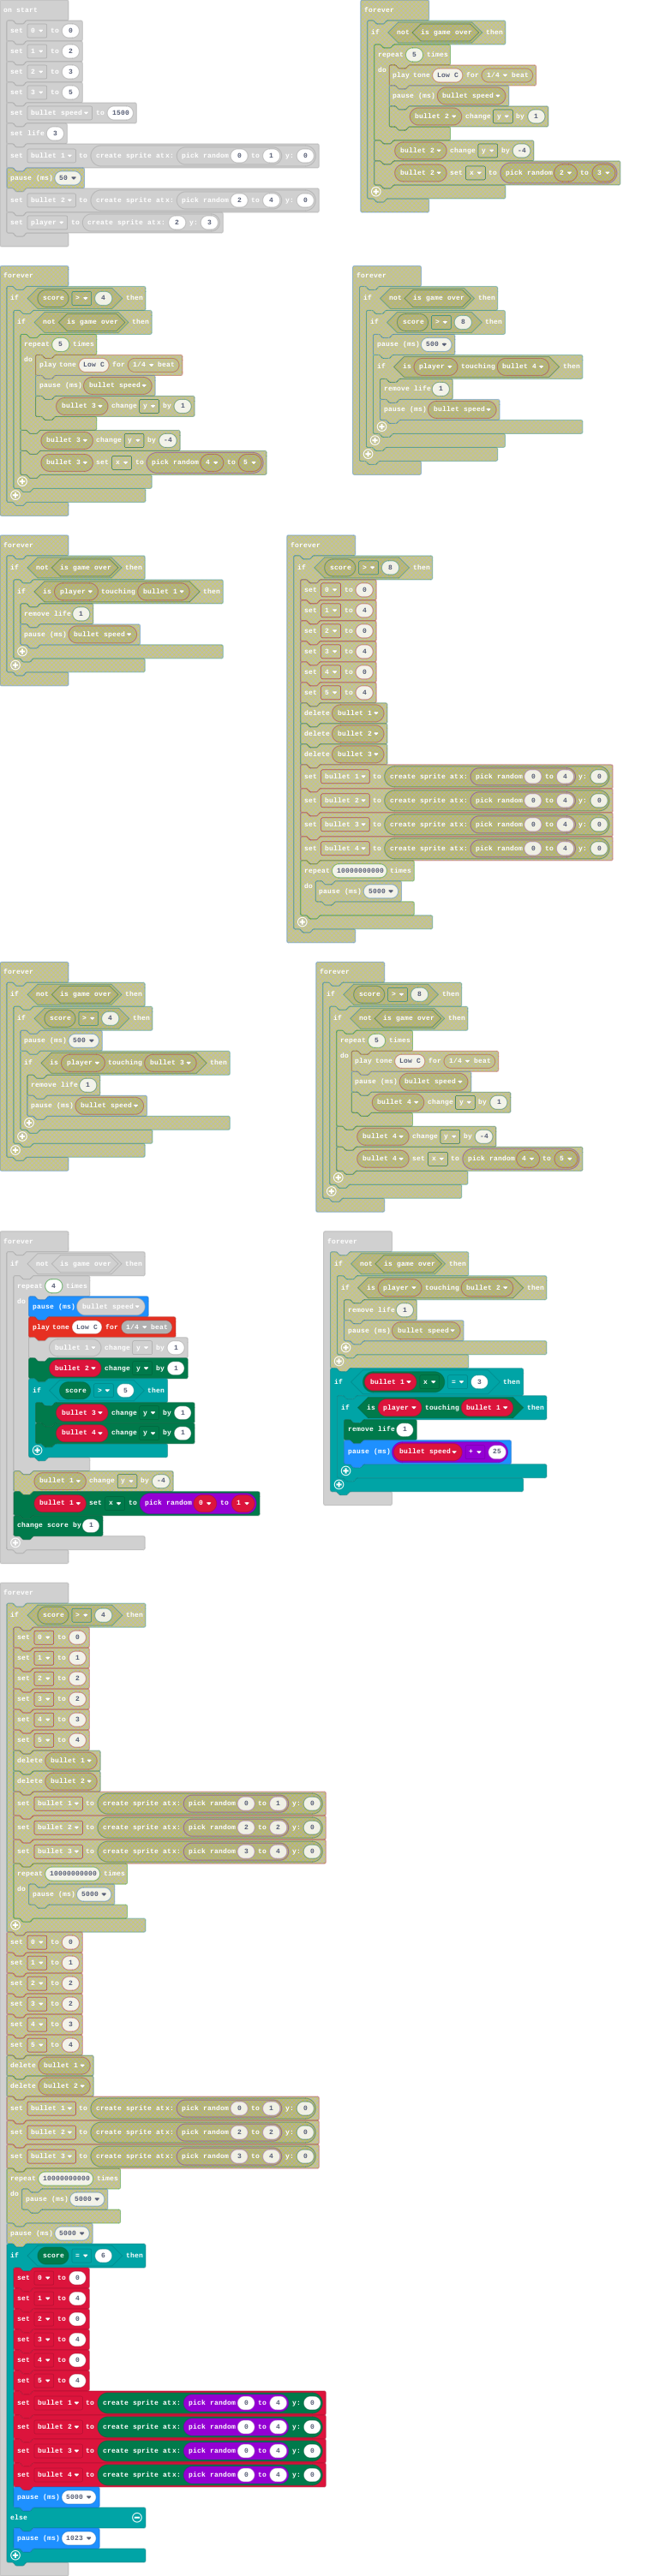 on start
set 0 to 0
set 1 to 2
set 2 to 3
set 3 to 5
set bullet speed to 1500
set life 3
set bullet 1 to create sprite at x: pick random 0 to 1 y: 0
pause (ms) 50
set bullet 2 to create sprite at x: pick random 2 to 4 y: 0
set player to create sprite at x: 2 y: 3
forever
if not is game over then
repeat 5 times
do
play tone Low C for 1/4 beat
pause (ms) bullet speed
bullet 2 change y by 1
bullet 2 change y by -4
bullet 2 set x to pick random 2 to 3
forever
if score > 4 then
if not is game over then
repeat 5 times
do
play tone Low C for 1/4 beat
pause (ms) bullet speed
bullet 3 change y by 1
bullet 3 change y by -4
bullet 3 set x to pick random 4 to 5
forever
if not is game over then
if score > 8 then
pause (ms) 500
if is player touching bullet 4 then
remove life 1
pause (ms) bullet speed
forever
if not is game over then
if is player touching bullet 1 then
remove life 1
pause (ms) bullet speed
forever
if score > 8 then
set 0 to 0
set 1 to 4
set 2 to 0
set 3 to 4
set 4 to 0
set 5 to 4
delete bullet 1
delete bullet 2
delete bullet 3
set bullet 1 to create sprite at x: pick random 0 to 4 y: 0
set bullet 2 to create sprite at x: pick random 0 to 4 y: 0
set bullet 3 to create sprite at x: pick random 0 to 4 y: 0
set bullet 4 to create sprite at x: pick random 0 to 4 y: 0
repeat 10000000000 times
do pause (ms) 5000
forever
if not is game over then
if score > 4 then
pause (ms) 500
if is player touching bullet 3 then
remove life 1
pause (ms) bullet speed
forever
if score > 8 then
if not is game over then
repeat 5 times
do
play tone Low C for 1/4 beat
pause (ms) bullet speed
bullet 4 change y by 1
bullet 4 change y by -4
bullet 4 set x to pick random 4 to 5
forever
if not is game over then
repeat 4 times
do
pause (ms) bullet speed
play tone Low C for 1/4 beat
bullet 1 change y by 1
bullet 2 change y by 1
if score > 5 then
bullet 3 change y by 1
bullet 4 change y by 1
bullet 1 change y by -4
bullet 1 set x to pick random 0 to 1
change score by 1
forever
if not is game over then
if is player touching bullet 2 then
remove life 1
pause (ms) bullet speed
if bullet 1 x = 3 then
if is player touching bullet 1 then
remove life 1
pause (ms) bullet speed + 25
forever
if score > 4 then
set 0 to 0
set 1 to 1
set 2 to 2
set 3 to 2
set 4 to 3
set 5 to 4
delete bullet 1
delete bullet 2
set bullet 1 to create sprite at x: pick random 0 to 1 y: 0
set bullet 2 to create sprite at x: pick random 2 to 2 y: 0
set bullet 3 to create sprite at x: pick random 3 to 4 y: 0
repeat 10000000000 times
do pause (ms) 5000
set 0 to 0
set 1 to 1
set 2 to 2
set 3 to 2
set 4 to 3
set 5 to 4
delete bullet 1
delete bullet 2
set bullet 1 to create sprite at x: pick random 0 to 1 y: 0
set bullet 2 to create sprite at x: pick random 2 to 2 y: 0
set bullet 3 to create sprite at x: pick random 3 to 4 y: 0
repeat 10000000000 times
do pause (ms) 5000
pause (ms) 5000
if score = 6 then
set 0 to 0
set 1 to 4
set 2 to 0
set 3 to 4
set 4 to 0
set 5 to 4
set bullet 1 to create sprite at x: pick random 0 to 4 y: 0
set bullet 2 to create sprite at x: pick random 0 to 4 y: 0
set bullet 3 to create sprite at x: pick random 0 to 4 y: 0
set bullet 4 to create sprite at x: pick random 0 to 4 y: 0
pause (ms) 5000
else
pause (ms) 1023